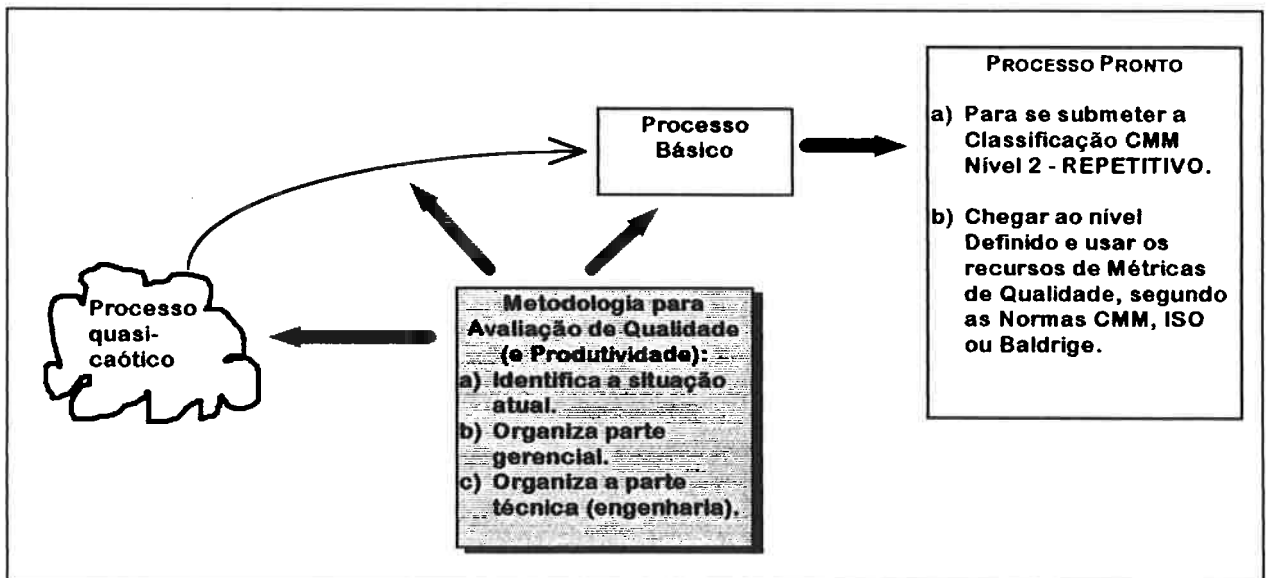 Processo
quasi-
caótico
Processo
Básico
Metodologia para
Avaliação de Qualidade
(e Produtividade):
a) Identifica a situação
atual.
b) Organiza parte
gerencial.
c) Organiza a parte
técnica (engenharia).
PROCESSO PRONTO
a) Para se submeter a
Classificação CMM
Nível 2 - REPETITIVO.
b) Chegar ao nível
Definido e usar os
recursos de Métricas
de Qualidade, segundo
as Normas CMM, ISO
ou Baldrige.